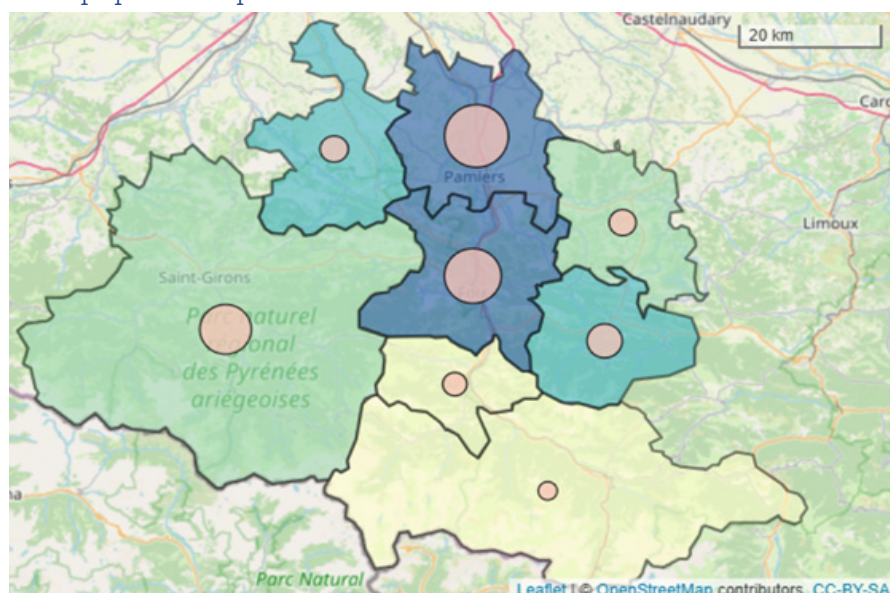 Castelnaudary
20 km
Pamiers
Limoux
Saint-Girons
Parc naturel
régional
des Pyrénées
ariégeoises
Parc Natural
Leaflet | © OpenStreetMap contributors, CC-BY-SA